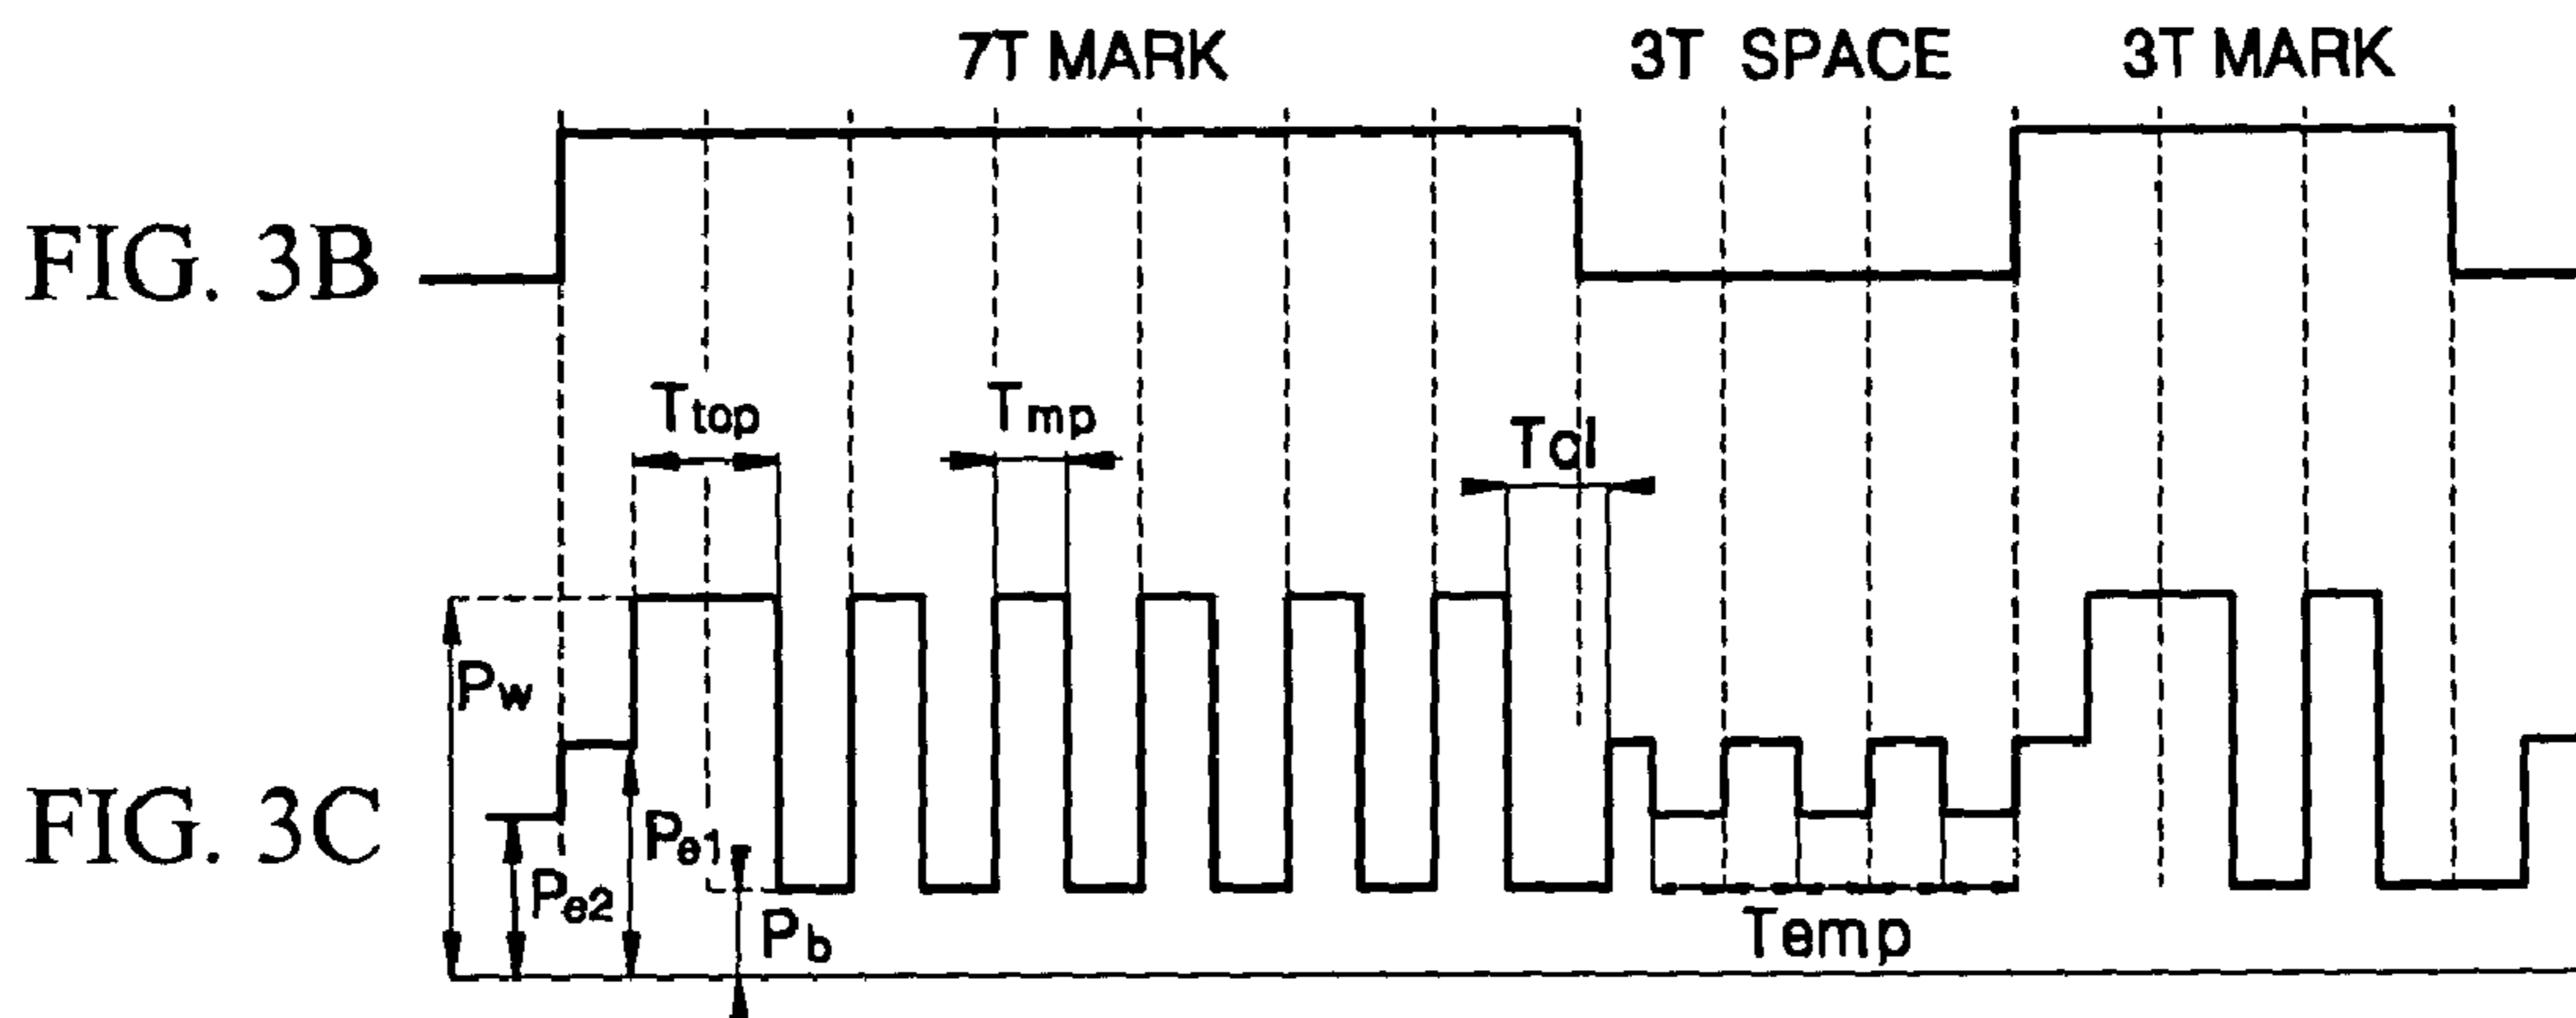 7T MARK 3T SPACE 3T MARK
FIG. 3B
Ttop Tmp Tcl
Pw
FIG. 3C
Pe1
Pe2
Pb
Temp